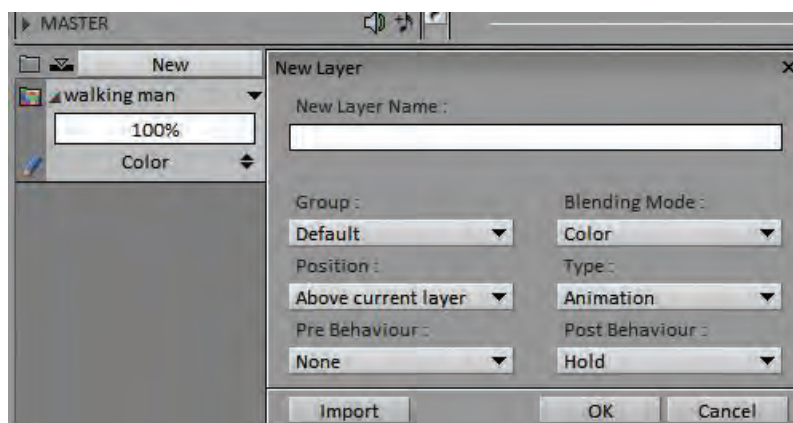 MASTER
New
walking man
100%
Color
New Layer
New Layer Name :
Group :
Blending Mode :
Default
Color
Position :
Type :
Above current layer
Animation
Pre Behaviour :
Post Behaviour :
None
Hold
Import
OK
Cancel